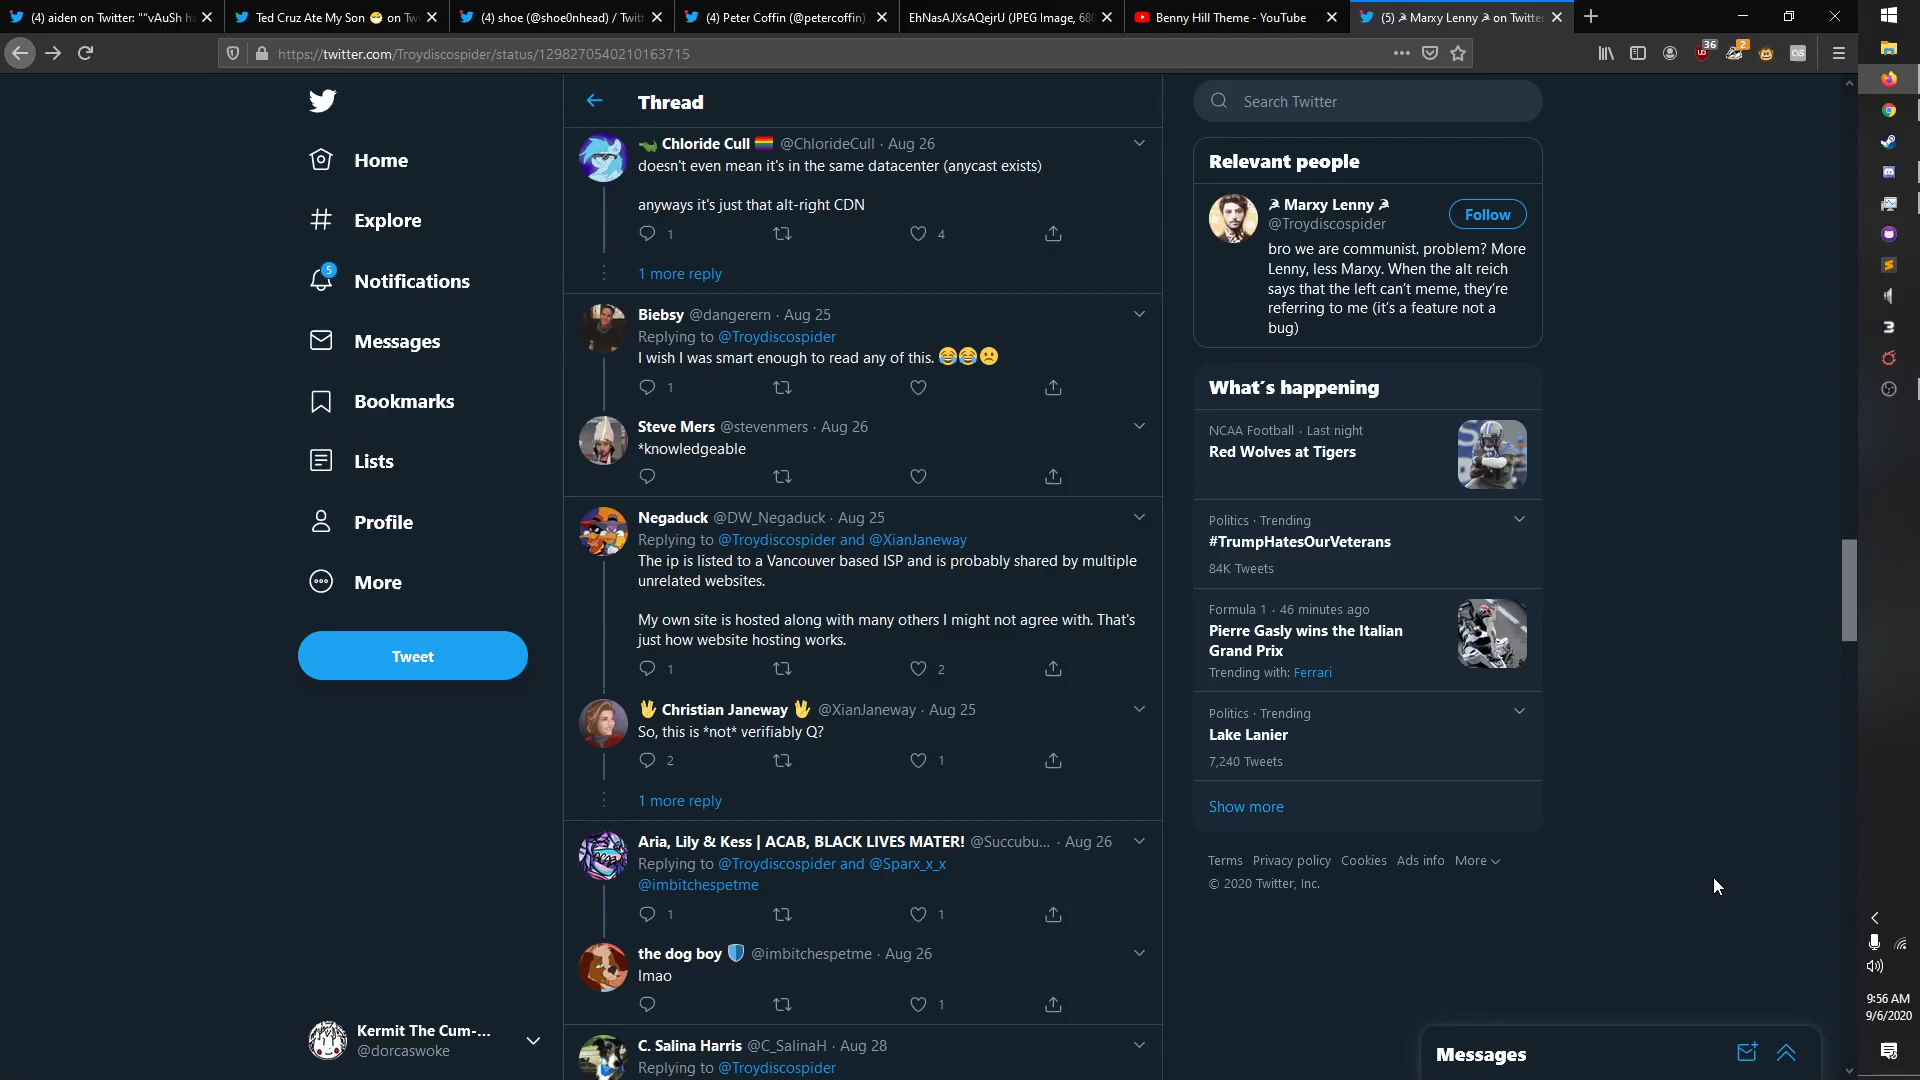 (4) aiden on Twitter: ""vAuSh h
Ted Cruz Ate My Son 😷 on Twi
(4) shoe (@shoe0nhead) / Twitt
(4) Peter Coffin (@petercoffin)
EhNasAJXsAQejrU (JPEG Image, 680
Benny Hill Theme - YouTube
(5) ☭ Marxy Lenny ☭ on Twitte
https://twitter.com/Troydiscospider/status/1298270540210163715
36
2
Home
Explore
5
Notifications
Messages
Bookmarks
Lists
Profile
More
Tweet
Kermit The Cum-...
@dorcaswoke
Thread
🐊 Chloride Cull 🏳️‍🌈 @ChlorideCull · Aug 26
doesn't even mean it's in the same datacenter (anycast exists)
anyways it's just that alt-right CDN
1 4
1 more reply
Biebsy @dangerern · Aug 25
Replying to @Troydiscospider
I wish I was smart enough to read any of this. 😂😂🙁
1
Steve Mers @stevenmers · Aug 26
*knowledgeable
Negaduck @DW_Negaduck · Aug 25
Replying to @Troydiscospider and @XianJaneway
The ip is listed to a Vancouver based ISP and is probably shared by multiple
unrelated websites.
My own site is hosted along with many others I might not agree with. That's
just how website hosting works.
1 2
🖖 Christian Janeway 🖖 @XianJaneway · Aug 25
So, this is *not* verifiably Q?
2 1
1 more reply
Aria, Lily & Kess | ACAB, BLACK LIVES MATER! @Succubu... · Aug 26
Replying to @Troydiscospider and @Sparx_x_x
@imbitchespetme
1 1
the dog boy 🛡️ @imbitchespetme · Aug 26
lmao
1
C. Salina Harris @C_SalinaH · Aug 28
Replying to @Troydiscospider
Search Twitter
Relevant people
☭ Marxy Lenny ☭
@Troydiscospider
Follow
bro we are communist. problem? More
Lenny, less Marxy. When the alt reich
says that the left can't meme, they're
referring to me (it's a feature not a
bug)
What's happening
NCAA Football · Last night
Red Wolves at Tigers
Politics · Trending
#TrumpHatesOurVeterans
84K Tweets
Formula 1 · 46 minutes ago
Pierre Gasly wins the Italian
Grand Prix
Trending with: Ferrari
Politics · Trending
Lake Lanier
7,240 Tweets
Show more
Terms Privacy policy Cookies Ads info More
© 2020 Twitter, Inc.
Messages
9:56 AM
9/6/2020